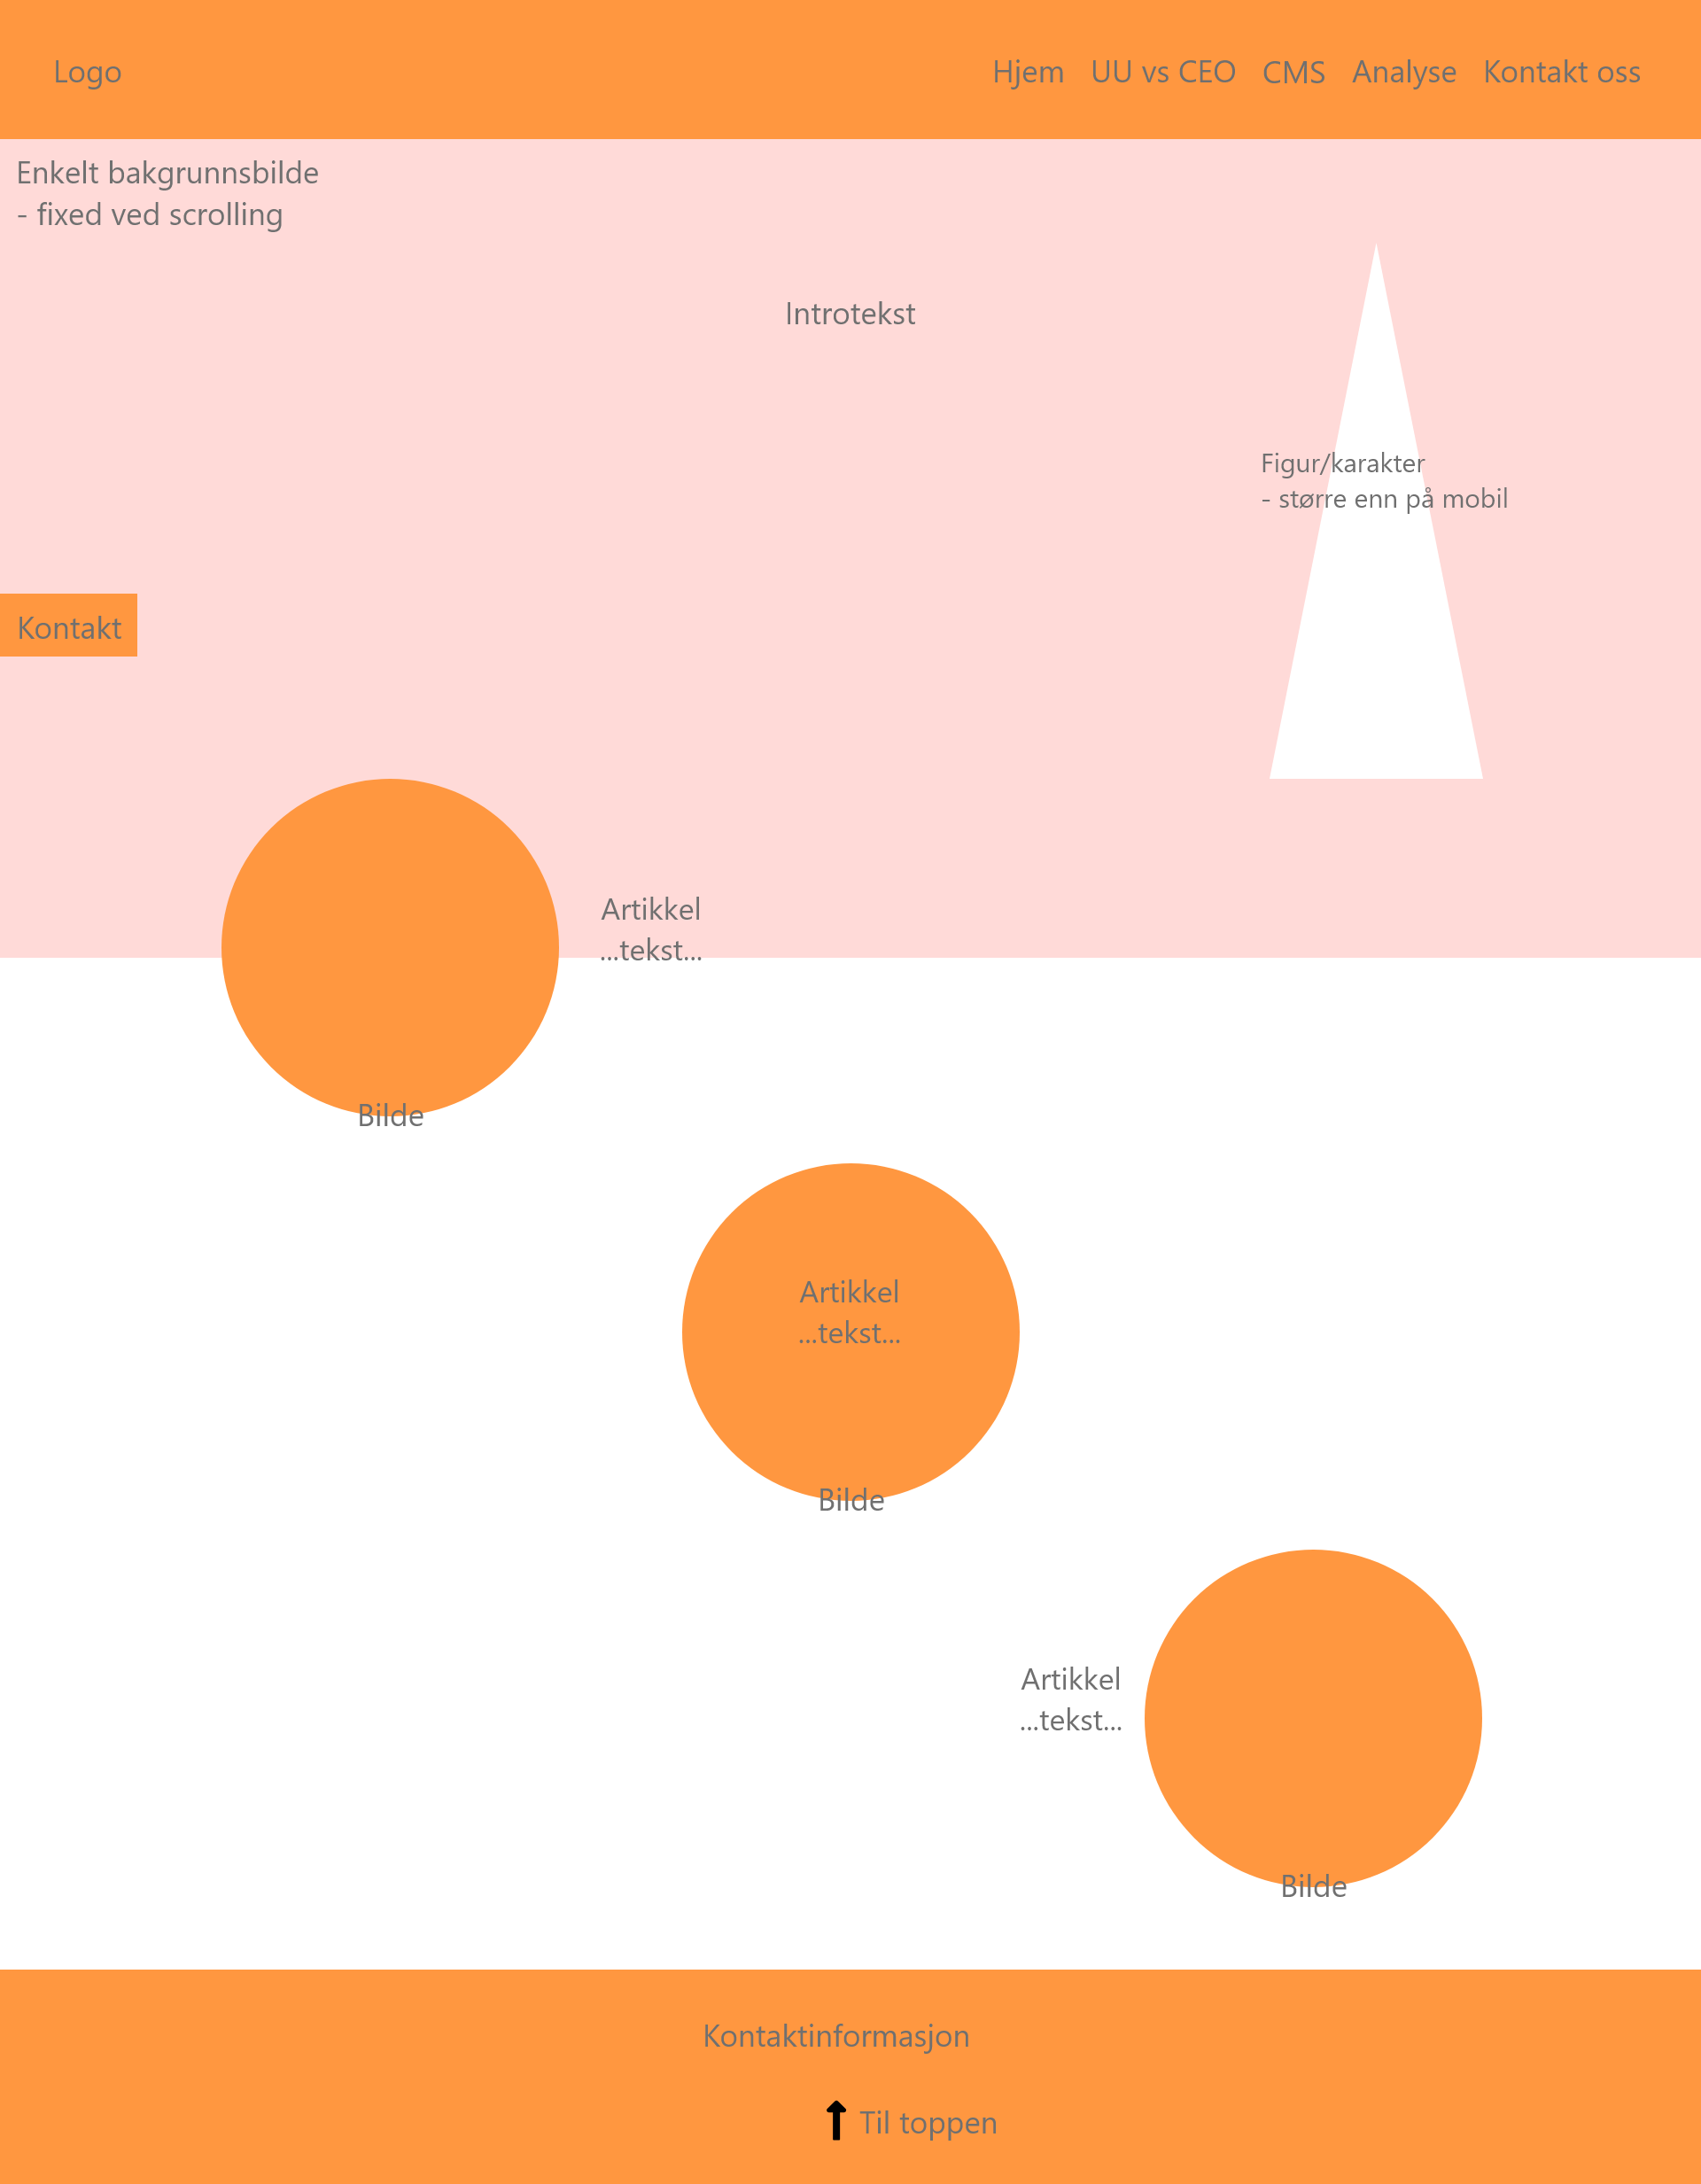 Logo
Hjem UU vs CEO CMS Analyse Kontakt oss
Enkelt bakgrunnsbilde
- fixed ved scrolling
Introtekst
Figur/karakter
- større enn på mobil
Kontakt
Artikkel
...tekst...
Bilde
Artikkel
...tekst...
Bilde
Artikkel
...tekst...
Bilde
Kontaktinformasjon
Til toppen